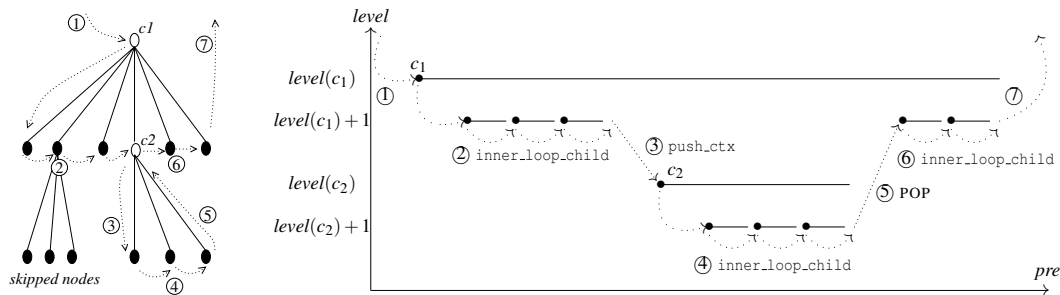 ① c1
⑦
c2
② ⑥
③ ⑤
skipped nodes
④
level
level(c₁) c₁
① ⑦
level(c₁)+1
② inner_loop_child
③ push_ctx
⑥ inner_loop_child
level(c₂) c₂
⑤ POP
level(c₂)+1
④ inner_loop_child
pre